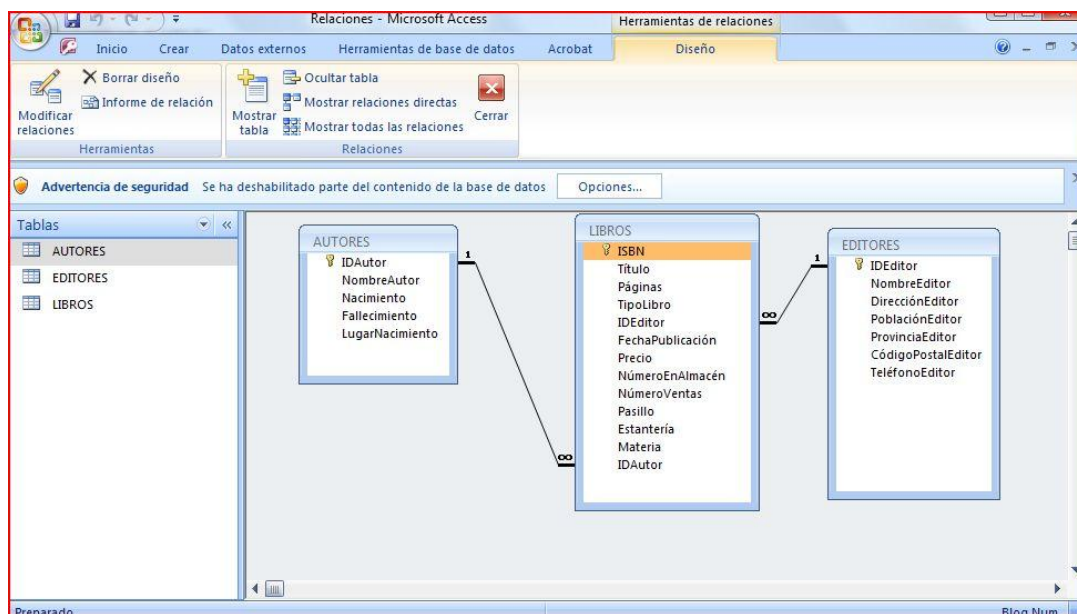 Relaciones - Microsoft Access
Herramientas de relaciones
Inicio Crear Datos externos Herramientas de base de datos Acrobat Diseño
Modificar relaciones
Borrar diseño
Informe de relación
Herramientas
Mostrar tabla
Ocultar tabla
Mostrar relaciones directas
Mostrar todas las relaciones
Cerrar
Relaciones
Advertencia de seguridad Se ha deshabilitado parte del contenido de la base de datos Opciones...
Tablas
AUTORES
EDITORES
LIBROS
AUTORES
IDAutor
NombreAutor
Nacimiento
Fallecimiento
LugarNacimiento
1
∞
LIBROS
ISBN
Título
Páginas
TipoLibro
IDEditor
FechaPublicación
Precio
NúmeroEnAlmacén
NúmeroVentas
Pasillo
Estantería
Materia
IDAutor
∞
1
EDITORES
IDEditor
NombreEditor
DirecciónEditor
PoblaciónEditor
ProvinciaEditor
CódigoPostalEditor
TeléfonoEditor
Preparado
Bloq Num